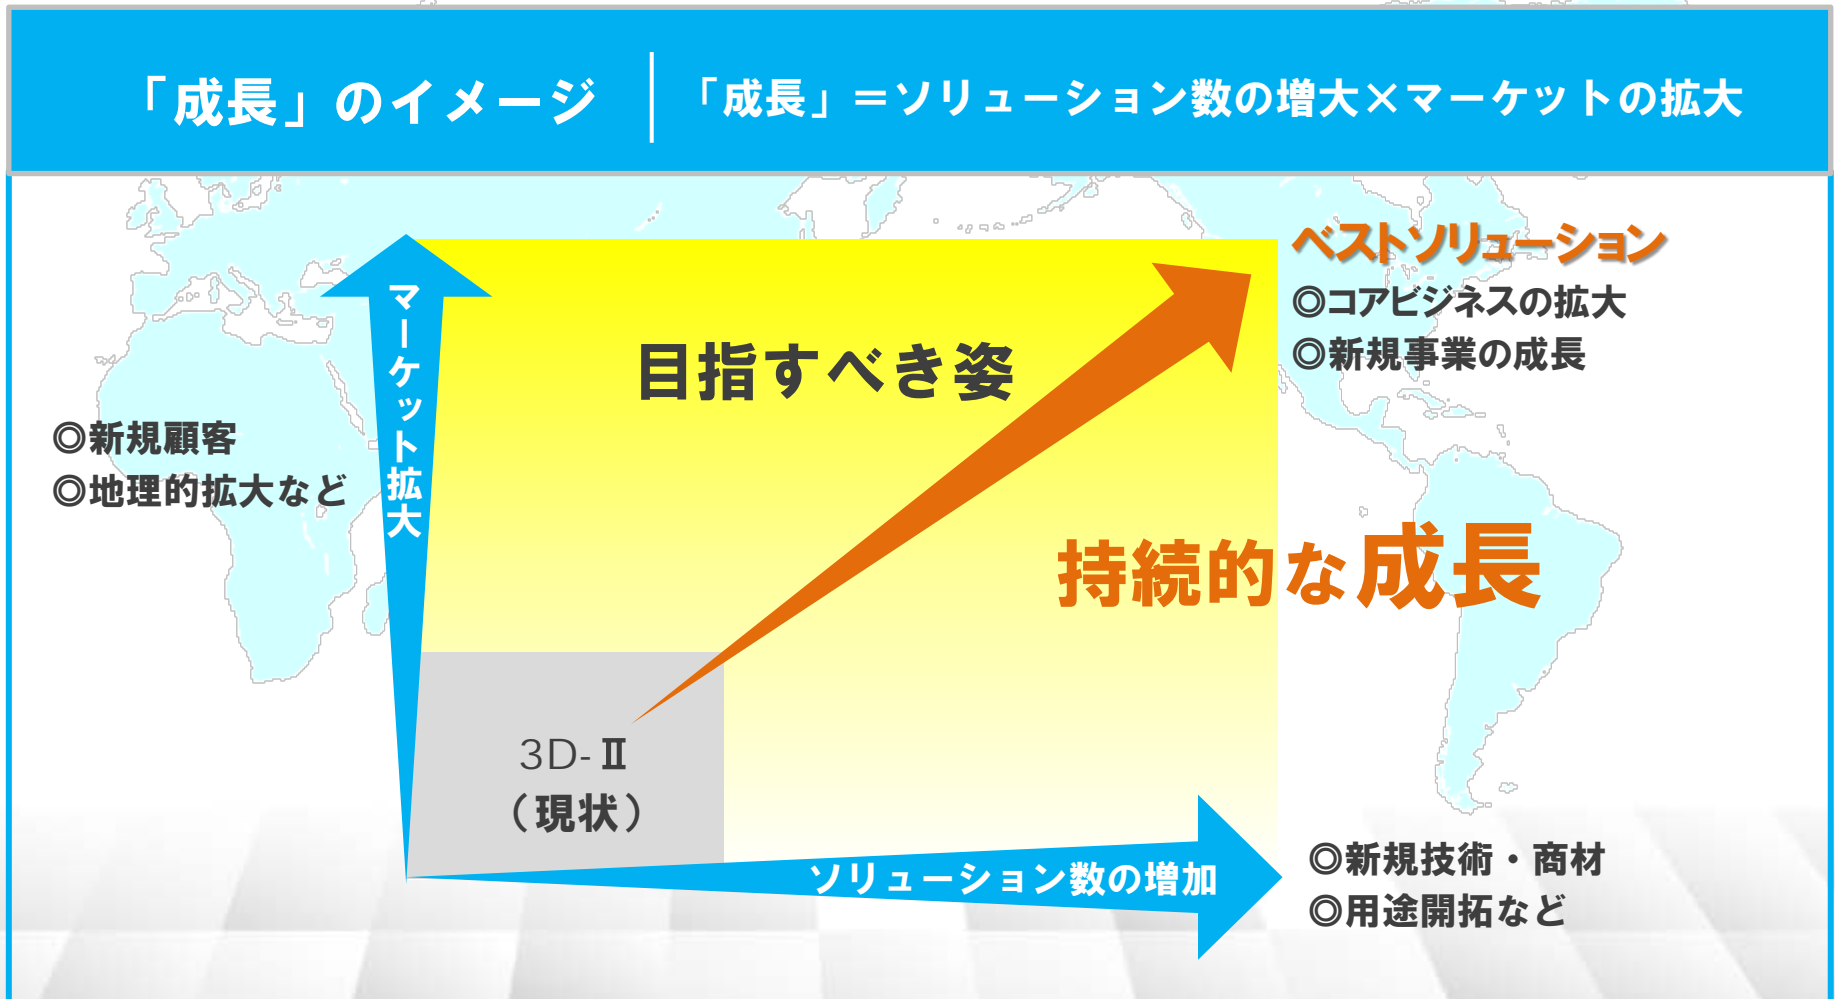 「成長」のイメージ
「成長」＝ソリューション数の増大×マーケットの拡大
ベストソリューション
◎コアビジネスの拡大
◎新規事業の成長
マーケット拡大
目指すべき姿
◎新規顧客
◎地理的拡大など
持続的な成長
3D-Ⅱ
（現状）
ソリューション数の増加
◎新規技術・商材
◎用途開拓など